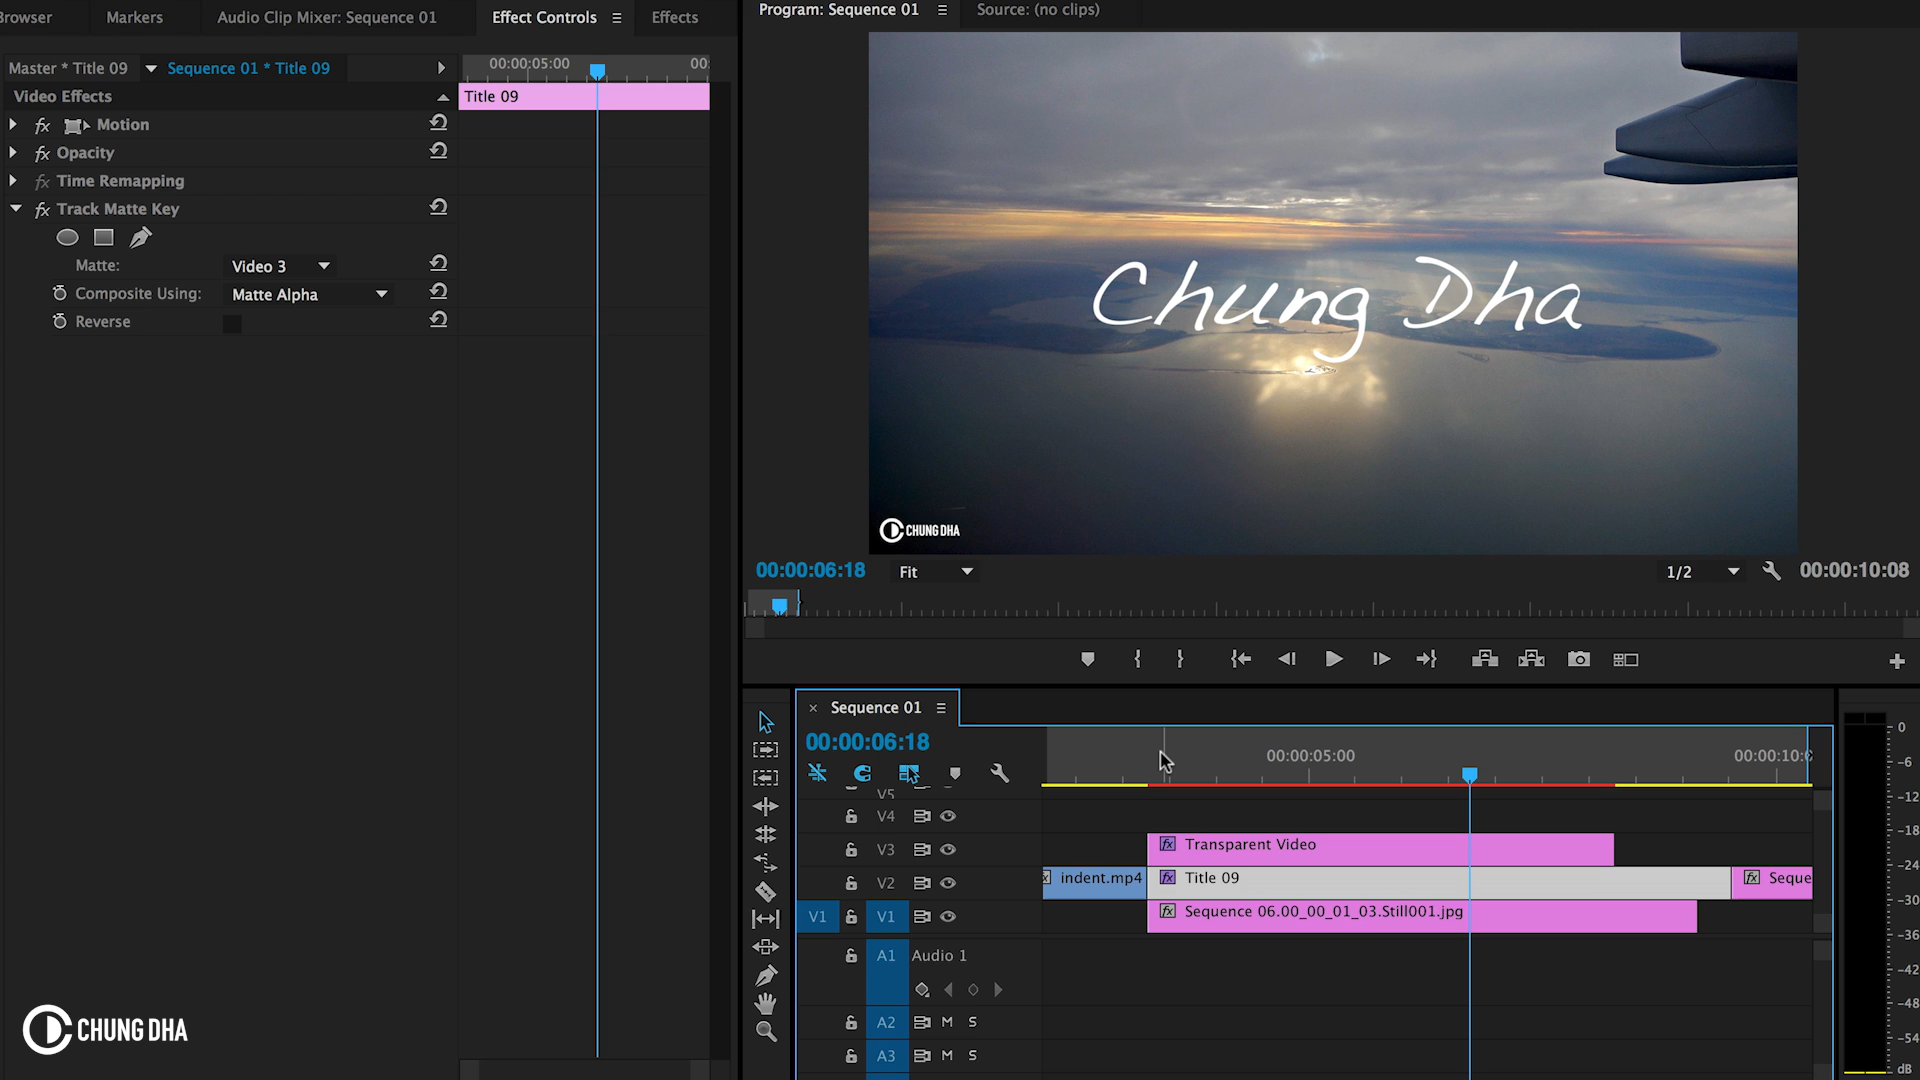 Browser
Markers
Audio Clip Mixer: Sequence 01
Effect Controls
Effects
Master * Title 09
Sequence 01 * Title 09
00:00:05:00
00:
Video Effects
Title 09
fx Motion
fx Opacity
fx Time Remapping
fx Track Matte Key
Matte:
Video 3
Composite Using:
Matte Alpha
Reverse
CHUNG DHA
Program: Sequence 01
Source: (no clips)
Chung Dha
CHUNG DHA
00:00:06:18
Fit
1/2
00:00:10:08
× Sequence 01
00:00:06:18
00:00:05:00
00:00:10:0
V5
V4
V3
fx Transparent Video
V2
indent.mp4
fx Title 09
fx Seque
V1
V1
fx Sequence 06.00_00_01_03.Still001.jpg
A1
Audio 1
A2 M S
A3 M S
0
-6
-12
-18
-24
-30
-36
-42
-48
-54
dB